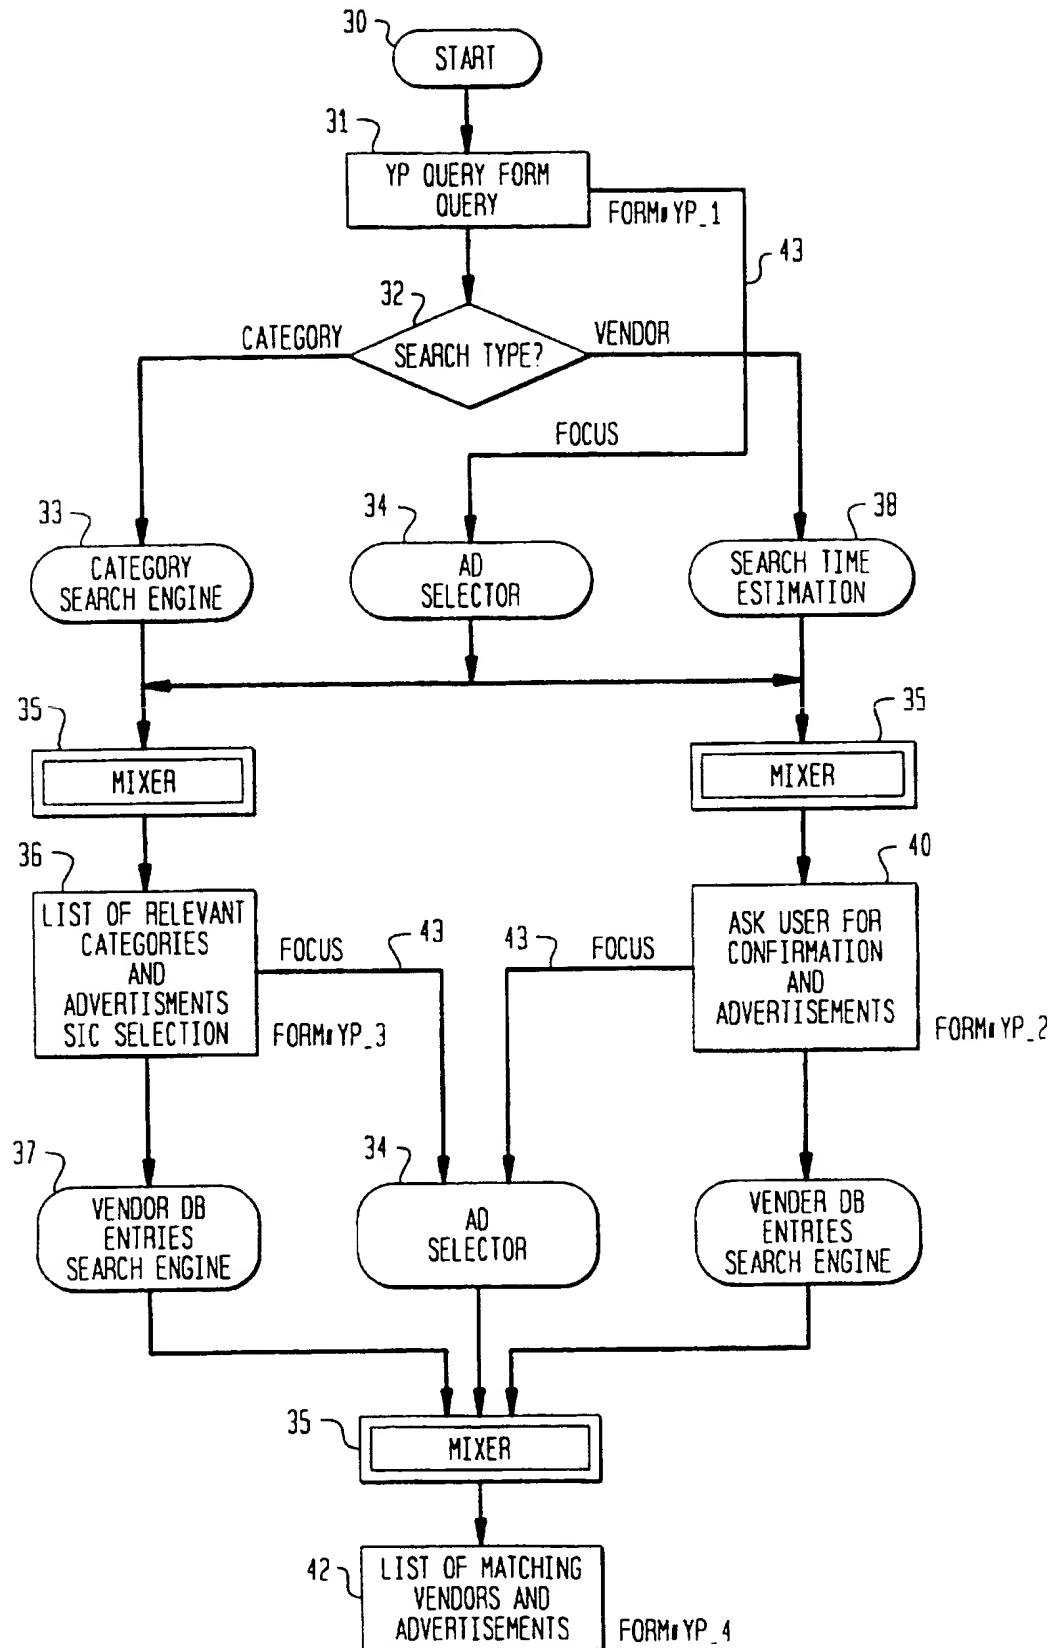 30
START
31
YP QUERY FORM
QUERY
FORM#YP_1
43
32
CATEGORY
SEARCH TYPE?
VENDOR
FOCUS
33
34
38
CATEGORY
SEARCH ENGINE
AD
SELECTOR
SEARCH TIME
ESTIMATION
35
35
MIXER
MIXER
36
40
LIST OF RELEVANT
CATEGORIES
AND
ADVERTISMENTS
SIC SELECTION
FOCUS
43
43
FOCUS
ASK USER FOR
CONFIRMATION
AND
ADVERTISEMENTS
FORM#YP_3
FORM#YP_2
37
34
VENDOR DB
ENTRIES
SEARCH ENGINE
AD
SELECTOR
VENDER DB
ENTRIES
SEARCH ENGINE
35
MIXER
42
LIST OF MATCHING
VENDORS AND
ADVERTISEMENTS
FORM#YP_4